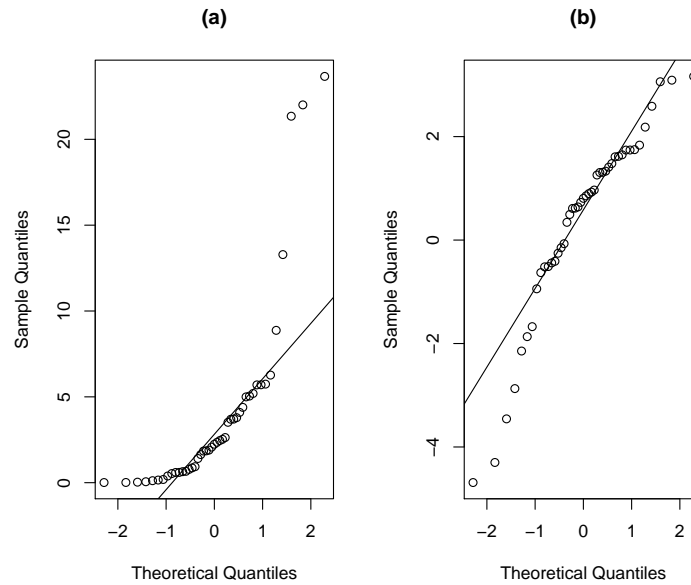 (a)
Sample Quantiles
20
15
10
5
0
−2 −1 0 1 2
Theoretical Quantiles
(b)
Sample Quantiles
2
0
−2
−4
−2 −1 0 1 2
Theoretical Quantiles